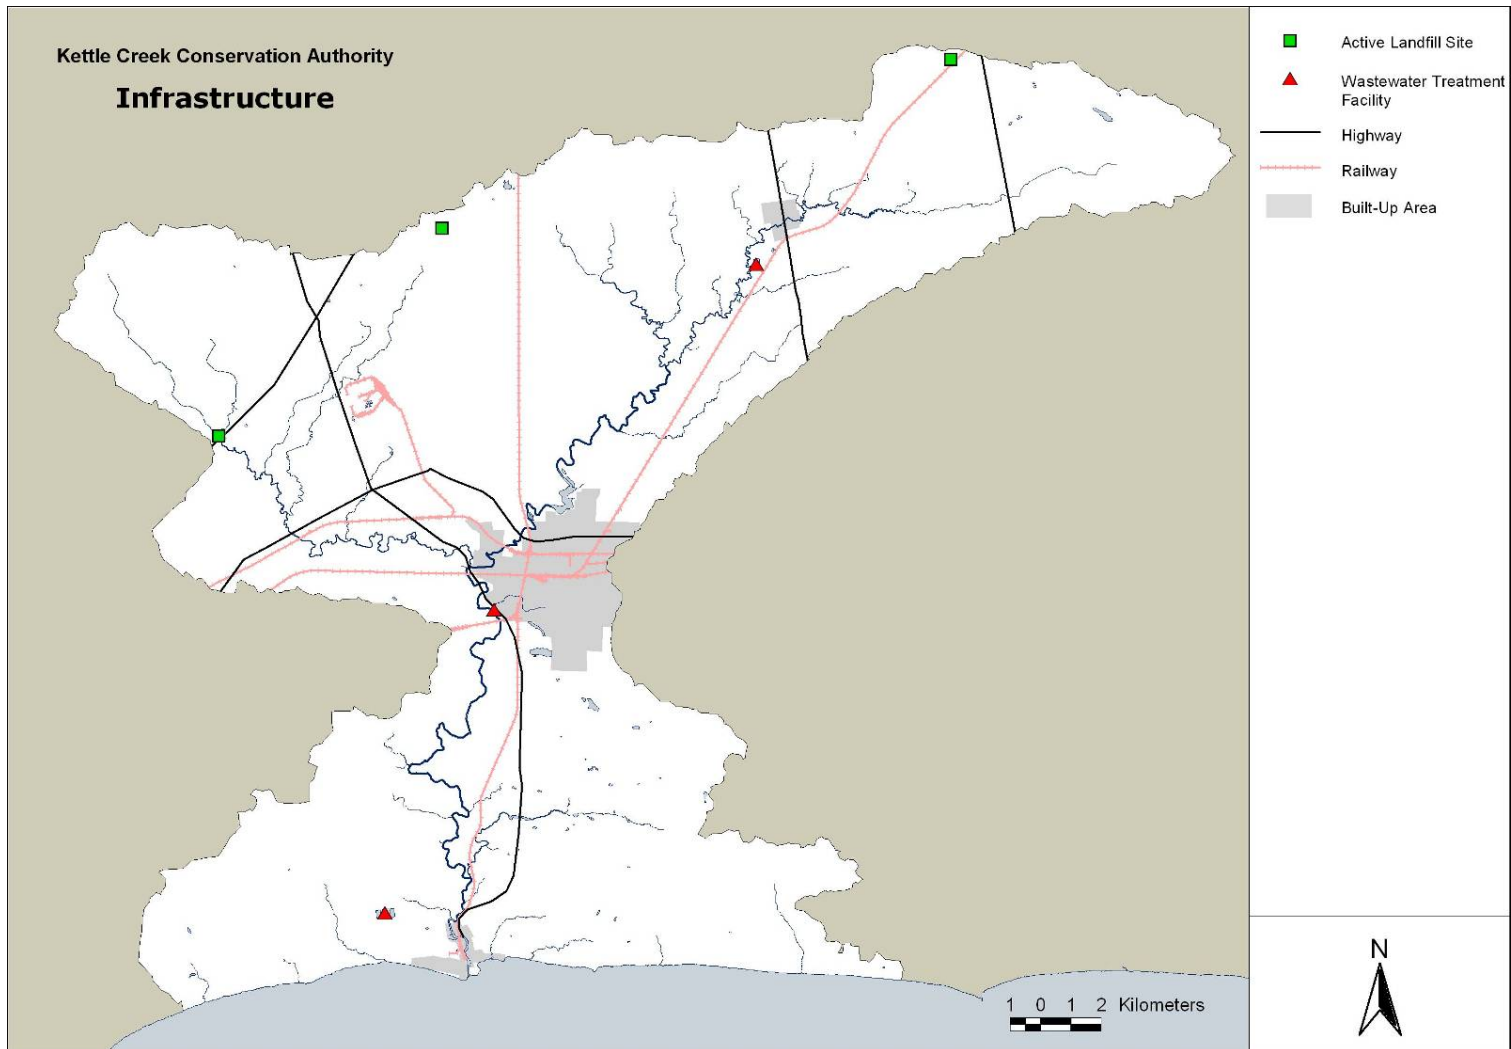 Kettle Creek Conservation Authority
Infrastructure
Active Landfill Site
Wastewater Treatment
Facility
Highway
Railway
Built-Up Area
N
1 0 1 2 Kilometers